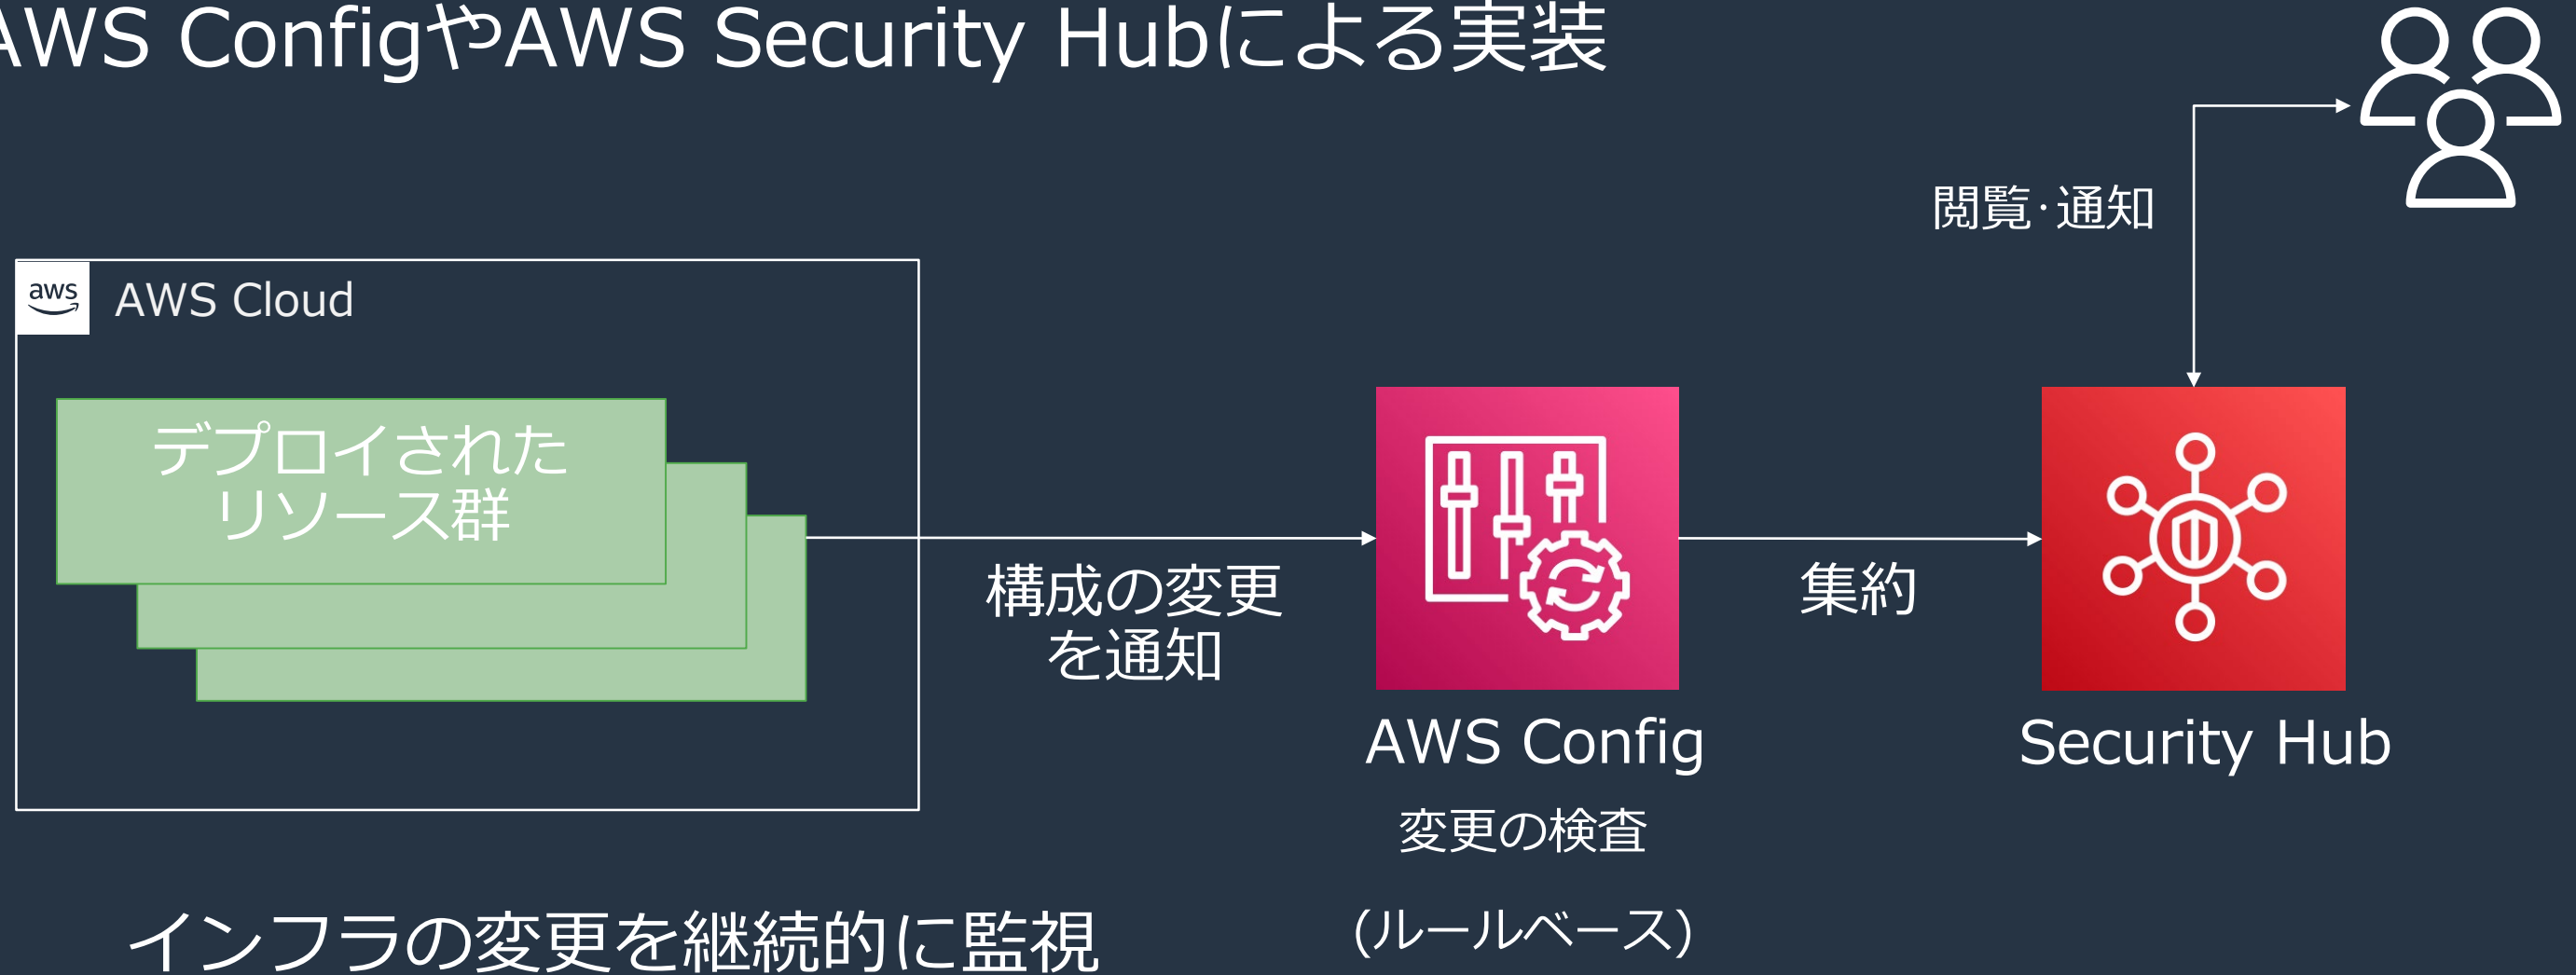 AWS ConfigやAWS Security Hubによる実装
閲覧・通知
aws
AWS Cloud
デプロイされた
リソース群
構成の変更
を通知
集約
AWS Config
Security Hub
変更の検査
(ルールベース)
インフラの変更を継続的に監視